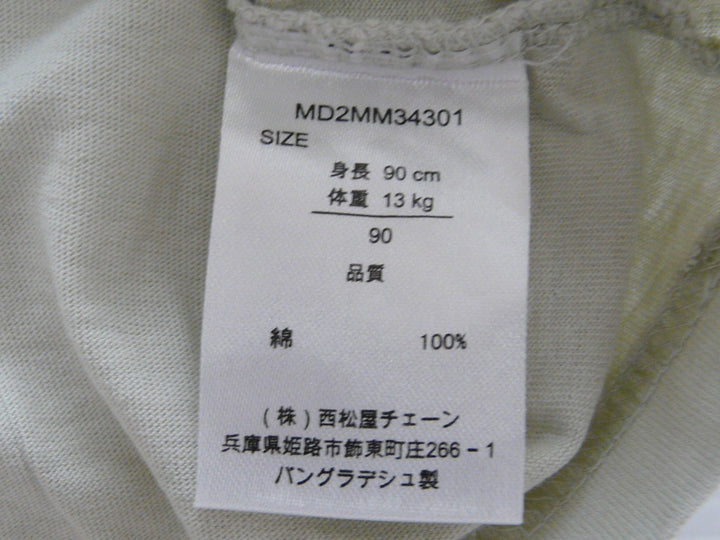 MD2MM34301
SIZE
身長 90 cm
体重 13 kg
90
品質
綿 100%
(株)西松屋チェーン
兵庫県姫路市飾東町庄266-1
バングラデシュ製